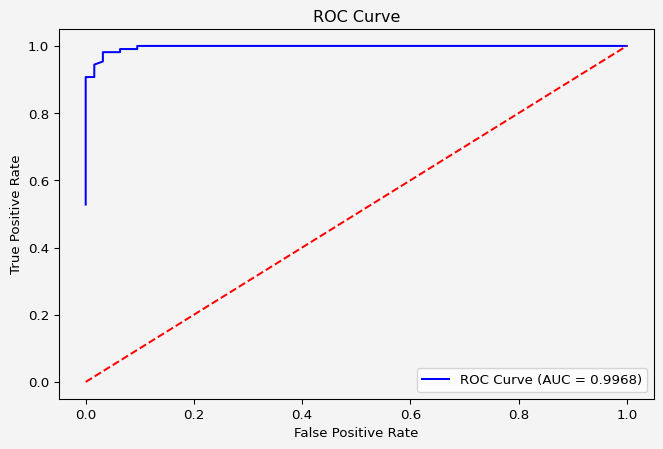 ROC Curve
True Positive Rate
1.0
0.8
0.6
0.4
0.2
0.0
ROC Curve (AUC = 0.9968)
0.0 0.2 0.4 0.6 0.8 1.0
False Positive Rate